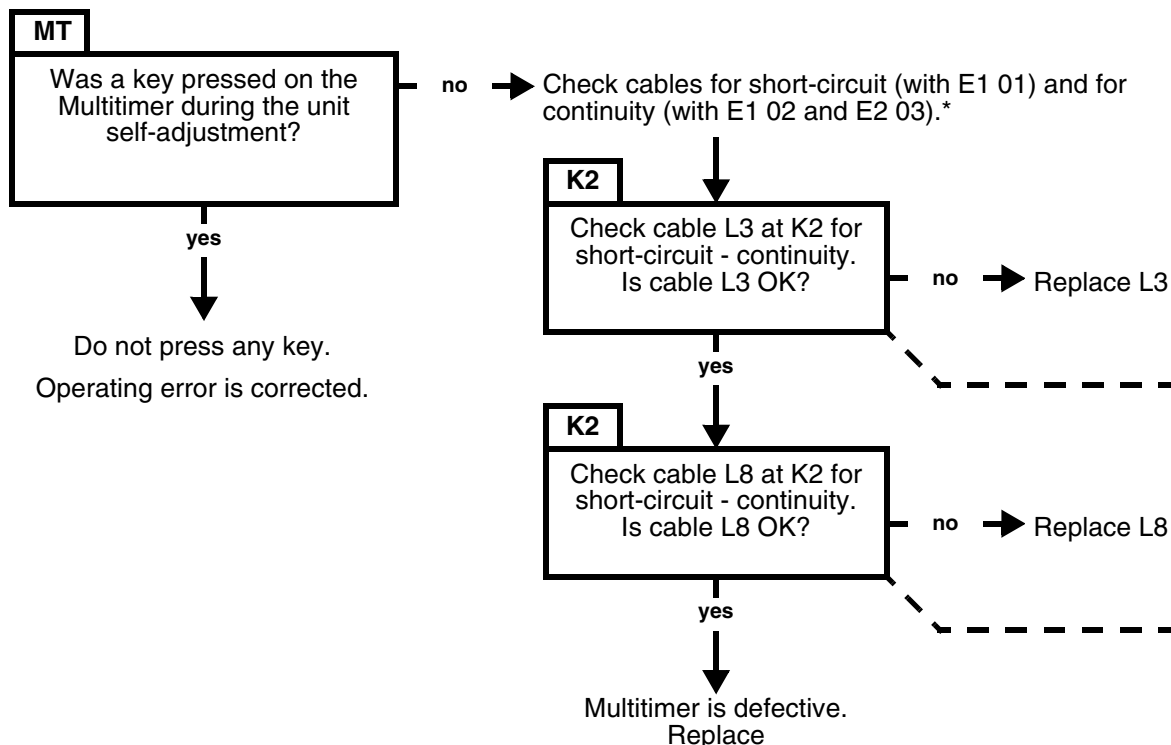 MT
Was a key pressed on the
Multitimer during the unit
self-adjustment?
no
Check cables for short-circuit (with E1 01) and for
continuity (with E1 02 and E2 03).*
yes
Do not press any key.
Operating error is corrected.
K2
Check cable L3 at K2 for
short-circuit - continuity.
Is cable L3 OK?
no
Replace L3
yes
K2
Check cable L8 at K2 for
short-circuit - continuity.
Is cable L8 OK?
no
Replace L8
yes
Multitimer is defective.
Replace